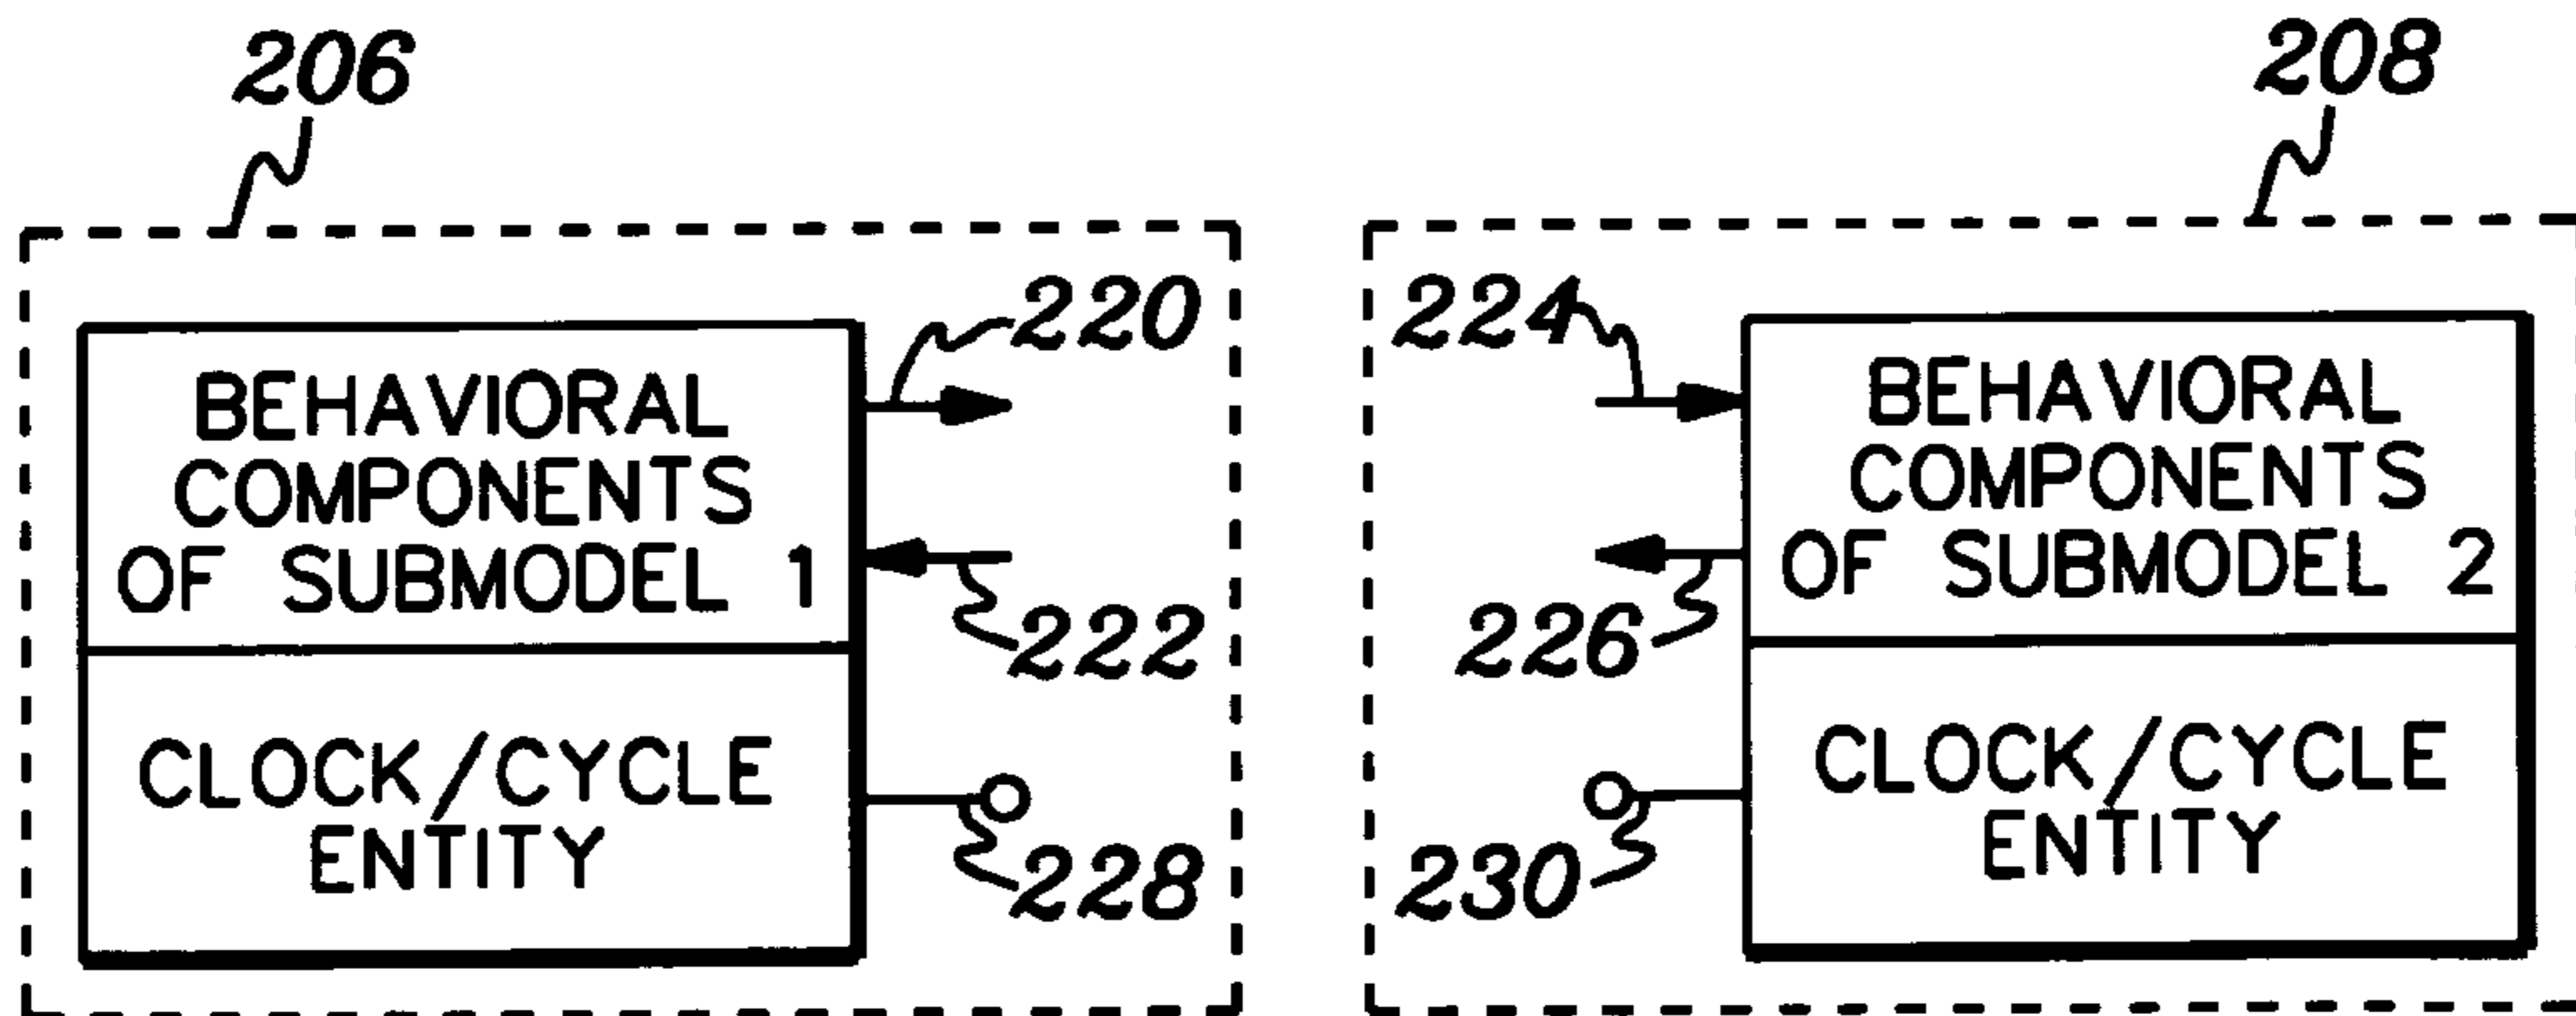 206
208
220
BEHAVIORAL
COMPONENTS
OF SUBMODEL 1
222
CLOCK/CYCLE
ENTITY
228
224
BEHAVIORAL
COMPONENTS
OF SUBMODEL 2
226
CLOCK/CYCLE
ENTITY
230